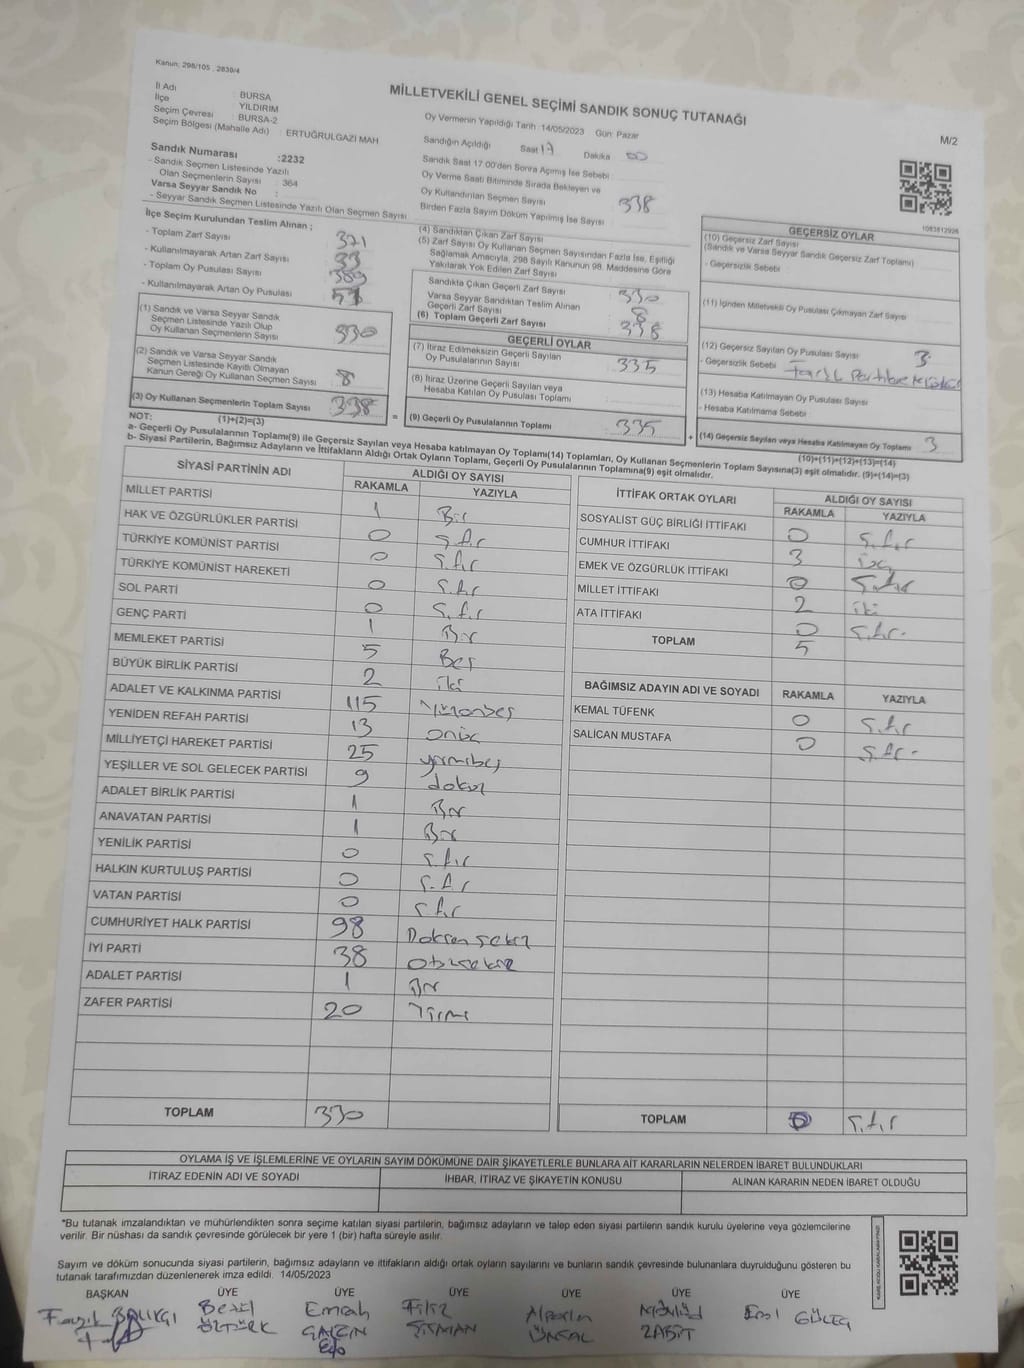 Kanun: 298/105 , 2839/4
MİLLETVEKİLİ GENEL SEÇİMİ SANDIK SONUÇ TUTANAĞI
M/2
İl Adı : BURSA
İlçe YILDIRIM
Seçim Çevresi : BURSA-2
Seçim Bölgesi (Mahalle Adı) : ERTUĞRULGAZİ MAH
Sandık Numarası :2232
- Sandık Seçmen Listesinde Yazılı
Olan Seçmenlerin Sayısı : 364
Varsa Seyyar Sandık No :
- Seyyar Sandık Seçmen Listesinde Yazılı Olan Seçmen Sayısı
Oy Vermenin Yapıldığı Tarih :14/05/2023 Gün: Pazar
Sandığın Açıldığı Saat 17 Dakika 00
Sandık Saat 17:00'den Sonra Açılmış İse Sebebi :
Oy Verme Saati Bitiminde Sırada Bekleyen ve
Oy Kullandırılan Seçmen Sayısı 338
Birden Fazla Sayım Döküm Yapılmış İse Sayısı
1083612926
İlçe Seçim Kurulundan Teslim Alınan ;
- Toplam Zarf Sayısı 371
- Kullanılmayarak Artan Zarf Sayısı 33
- Toplam Oy Pusulası Sayısı 389
- Kullanılmayarak Artan Oy Pusulası 51
(1) Sandık ve Varsa Seyyar Sandık
Seçmen Listesinde Yazılı Olup
Oy Kullanan Seçmenlerin Sayısı 330
(2) Sandık ve Varsa Seyyar Sandık
Seçmen Listesinde Kayıtlı Olmayan
Kanun Gereği Oy Kullanan Seçmen Sayısı 8
(3) Oy Kullanan Seçmenlerin Toplam Sayısı 338
(4) Sandıktan Çıkan Zarf Sayısı
(5) Zarf Sayısı Oy Kullanan Seçmen Sayısından Fazla İse, Eşitliği
Sağlamak Amacıyla, 298 Sayılı Kanunun 98. Maddesine Göre
Yakılarak Yok Edilen Zarf Sayısı
Sandıkta Çıkan Geçerli Zarf Sayısı 330
Varsa Seyyar Sandıktan Teslim Alınan
Geçerli Zarf Sayısı 8
(6) Toplam Geçerli Zarf Sayısı 338
GEÇERLİ OYLAR
(7) İtiraz Edilmeksizin Geçerli Sayılan
Oy Pusulalarının Sayısı 335
(8) İtiraz Üzerine Geçerli Sayılan veya
Hesaba Katılan Oy Pusulası Toplamı
= (9) Geçerli Oy Pusulalarının Toplamı 335 +
GEÇERSİZ OYLAR
(10) Geçersiz Zarf Sayısı
(Sandık ve Varsa Seyyar Sandık Geçersiz Zarf Toplamı)
- Geçersizlik Sebebi
(11) İçinden Milletvekili Oy Pusulası Çıkmayan Zarf Sayısı
(12) Geçersiz Sayılan Oy Pusulası Sayısı 3
- Geçersizlik Sebebi
(13) Hesaba Katılmayan Oy Pusulası Sayısı
- Hesaba Katılmama Sebebi
(14) Geçersiz Sayılan veya Hesaba Katılmayan Oy Toplamı 3
(10)+(11)+(12)+(13)=(14)
NOT: (1)+(2)=(3)
a- Geçerli Oy Pusulalarının Toplamı(9) ile Geçersiz Sayılan veya Hesaba katılmayan Oy Toplamı(14) Toplamları, Oy Kullanan Seçmenlerin Toplam Sayısına(3) eşit olmalıdır. (9)+(14)=(3)
b- Siyasi Partilerin, Bağımsız Adayların ve İttifakların Aldığı Ortak Oyların Toplamı, Geçerli Oy Pusulalarının Toplamına(9) eşit olmalıdır.
SİYASİ PARTİNİN ADI ALDIĞI OY SAYISI
RAKAMLA YAZIYLA
MİLLET PARTİSİ 1 Bir
HAK VE ÖZGÜRLÜKLER PARTİSİ 0 Sıfır
TÜRKİYE KOMÜNİST PARTİSİ 0 Sıfır
TÜRKİYE KOMÜNİST HAREKETİ 0 Sıfır
SOL PARTİ 0 Sıfır
GENÇ PARTİ 1 Bir
MEMLEKET PARTİSİ 5 Beş
BÜYÜK BİRLİK PARTİSİ 2 iki
ADALET VE KALKINMA PARTİSİ 115 Yüzonbeş
YENİDEN REFAH PARTİSİ 13 onüç
MİLLİYETÇİ HAREKET PARTİSİ 25 yirmibeş
YEŞİLLER VE SOL GELECEK PARTİSİ 9 dokuz
ADALET BİRLİK PARTİSİ 1 Bir
ANAVATAN PARTİSİ 1 Bir
YENİLİK PARTİSİ 0 Sıfır
HALKIN KURTULUŞ PARTİSİ 0 Sıfır
VATAN PARTİSİ 0 Sıfır
CUMHURİYET HALK PARTİSİ 98 Doksansekiz
İYİ PARTİ 38 Otuzsekiz
ADALET PARTİSİ 1 Bir
ZAFER PARTİSİ 20 Yirmi
TOPLAM 330
İTTİFAK ORTAK OYLARI ALDIĞI OY SAYISI
RAKAMLA YAZIYLA
SOSYALİST GÜÇ BİRLİĞİ İTTİFAKI 0 Sıfır
CUMHUR İTTİFAKI 3 üç
EMEK VE ÖZGÜRLÜK İTTİFAKI 0 Sıfır
MİLLET İTTİFAKI 2 iki
ATA İTTİFAKI 0 Sıfır
TOPLAM 5
BAĞIMSIZ ADAYIN ADI VE SOYADI RAKAMLA YAZIYLA
KEMAL TÜFENK 0 Sıfır
SALİCAN MUSTAFA 0 Sıfır
TOPLAM Sıfır
OYLAMA İŞ VE İŞLEMLERİNE VE OYLARIN SAYIM DÖKÜMÜNE DAİR ŞİKAYETLERLE BUNLARA AİT KARARLARIN NELERDEN İBARET BULUNDUKLARI
İTİRAZ EDENİN ADI VE SOYADI İHBAR, İTİRAZ VE ŞİKAYETİN KONUSU ALINAN KARARIN NEDEN İBARET OLDUĞU
*Bu tutanak imzalandıktan ve mühürlendikten sonra seçime katılan siyasi partilerin, bağımsız adayların ve talep eden siyasi partilerin sandık kurulu üyelerine veya gözlemcilerine
verilir. Bir nüshası da sandık çevresinde görülecek bir yere 1 (bir) hafta süreyle asılır.
Sayım ve döküm sonucunda siyasi partilerin, bağımsız adayların ve ittifakların aldığı ortak oyların sayılarını ve bunların sandık çevresinde bulunanlara duyrulduğunu gösteren bu
tutanak tarafımızdan düzenlenerek imza edildi. 14/05/2023
BAŞKAN ÜYE ÜYE ÜYE ÜYE ÜYE ÜYE
BALIKÇI Emrah Filiz
ÖZTÜRK ÜNSAL ZABİT